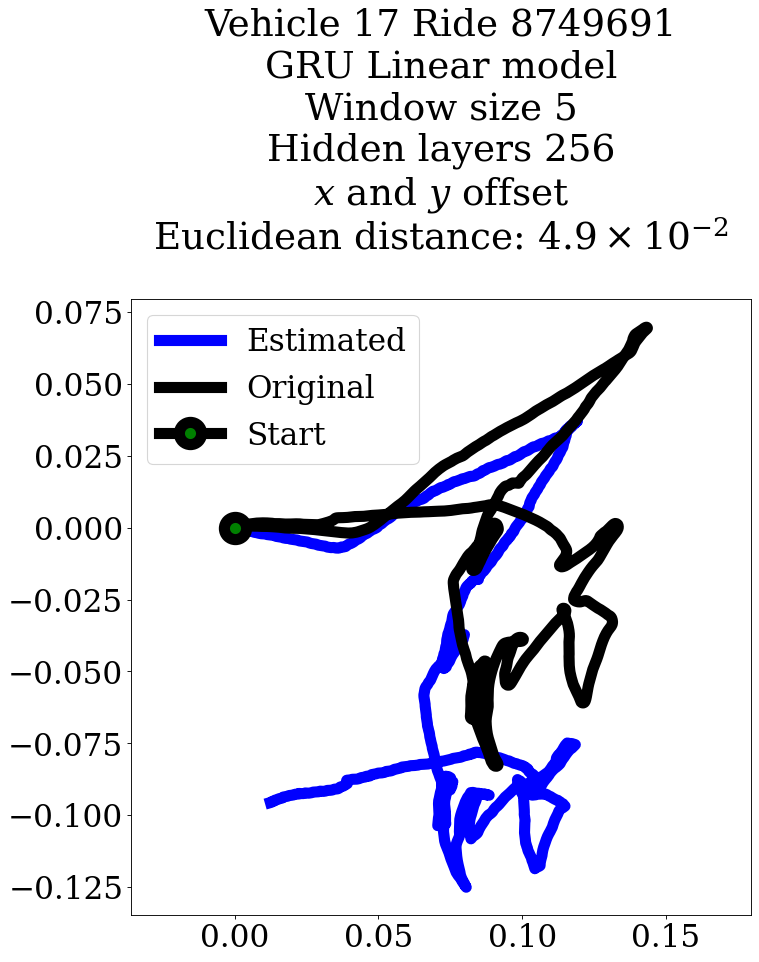 Vehicle 17 Ride 8749691
GRU Linear model
Window size 5
Hidden layers 256
x and y offset
Euclidean distance: 4.9 × 10⁻²
Estimated
Original
Start
0.075
0.050
0.025
0.000
−0.025
−0.050
−0.075
−0.100
−0.125
0.00 0.05 0.10 0.15